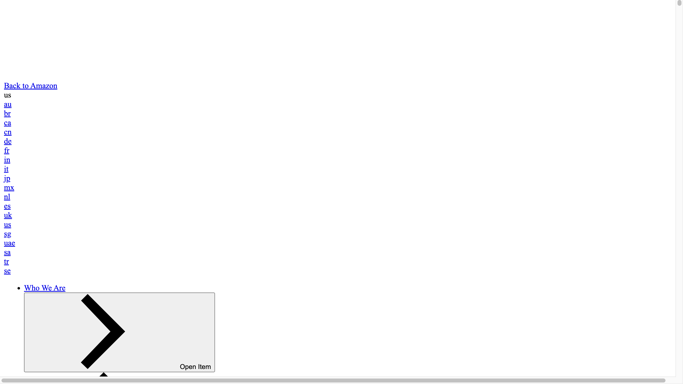 Back to Amazon
us
au
br
ca
cn
de
fr
in
it
jp
mx
nl
es
uk
us
sg
uae
sa
tr
se
Who We Are
Open Item